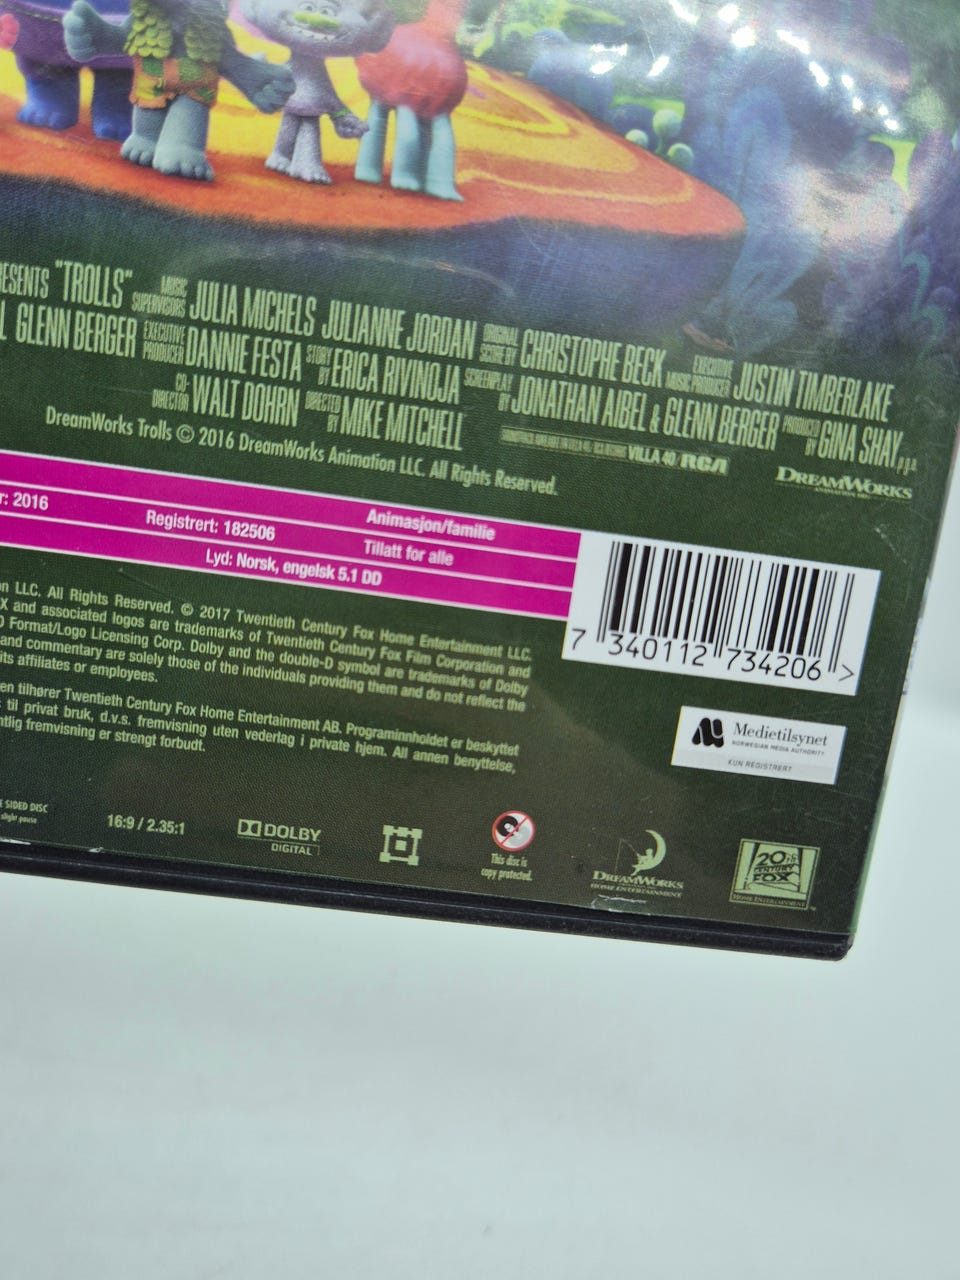 RESENTS "TROLLS" MUSIC SUPERVISORS JULIA MICHELS JULIANNE JORDAN ORIGINAL SCORE BY CHRISTOPHE BECK EXECUTIVE MUSIC PRODUCER JUSTIN TIMBERLAKE
L GLENN BERGER EXECUTIVE PRODUCER DANNIE FESTA STORY BY ERICA RIVINOJA SCREENPLAY BY JONATHAN AIBEL & GLENN BERGER PRODUCED BY GINA SHAY, p.g.a.
CO-DIRECTOR WALT DOHRN DIRECTED BY MIKE MITCHELL
VILLA 40/RCA
DREAMWORKS
DreamWorks Trolls © 2016 DreamWorks Animation LLC. All Rights Reserved.
r: 2016 Registrert: 182506 Animasjon/familie
Tillatt for alle
Lyd: Norsk, engelsk 5.1 DD
7 340112 734206 >
on LLC. All Rights Reserved. © 2017 Twentieth Century Fox Home Entertainment LLC.
X and associated logos are trademarks of Twentieth Century Fox Film Corporation and
D Format/Logo Licensing Corp. Dolby and the double-D symbol are trademarks of Dolby
and commentary are solely those of the individuals providing them and do not reflect the
its affiliates or employees.
en tilhører Twentieth Century Fox Home Entertainment AB. Programinnholdet er beskyttet
til privat bruk, d.v.s. fremvisning uten vederlag i private hjem. All annen benyttelse,
ntlig fremvisning er strengt forbudt.
Medietilsynet
NORWEGIAN MEDIA AUTHORITY
KUN REGISTRERT
E SIDED DISC
slight pause
16:9 / 2.35:1
DOLBY
DIGITAL
This disc is
copy protected.
DREAMWORKS
HOME ENTERTAINMENT
20TH
CENTURY
FOX
HOME ENTERTAINMENT